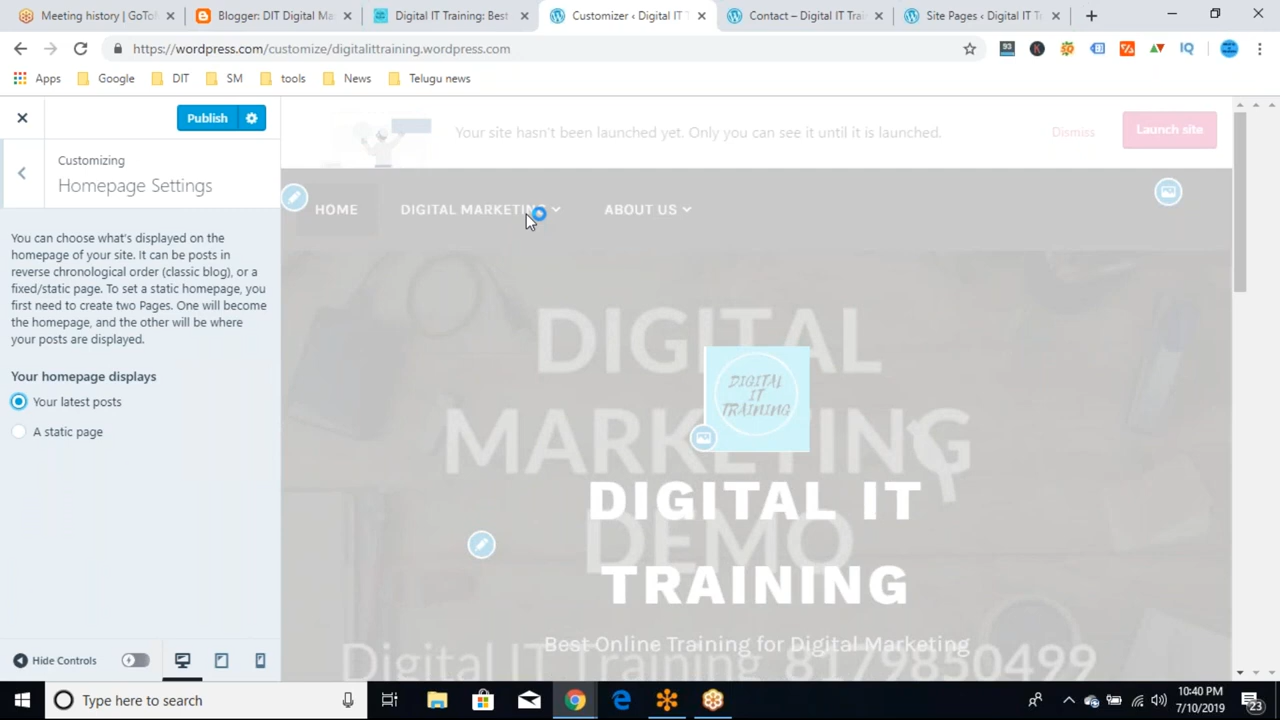 Meeting history | GoTo
Blogger: DIT Digital Ma
Digital IT Training: Best
Customizer ‹ Digital IT T
Contact – Digital IT Trai
Site Pages ‹ Digital IT T
https://wordpress.com/customize/digitalittraining.wordpress.com
93
K
IQ
Apps
Google
DIT
SM
tools
News
Telugu news
Publish
Your site hasn't been launched yet. Only you can see it until it is launched.
Dismiss
Launch site
Customizing
Homepage Settings
HOME
DIGITAL MARKETING
ABOUT US
You can choose what's displayed on the
homepage of your site. It can be posts in
reverse chronological order (classic blog), or a
fixed/static page. To set a static homepage, you
first need to create two Pages. One will become
the homepage, and the other will be where
your posts are displayed.
Your homepage displays
Your latest posts
A static page
DIGITAL
MARKETING
DEMO
Digital IT Training 8179850499
DIGITAL
IT
TRAINING
DIGITAL IT
TRAINING
Best Online Training for Digital Marketing
Hide Controls
Type here to search
10:40 PM
7/10/2019
23